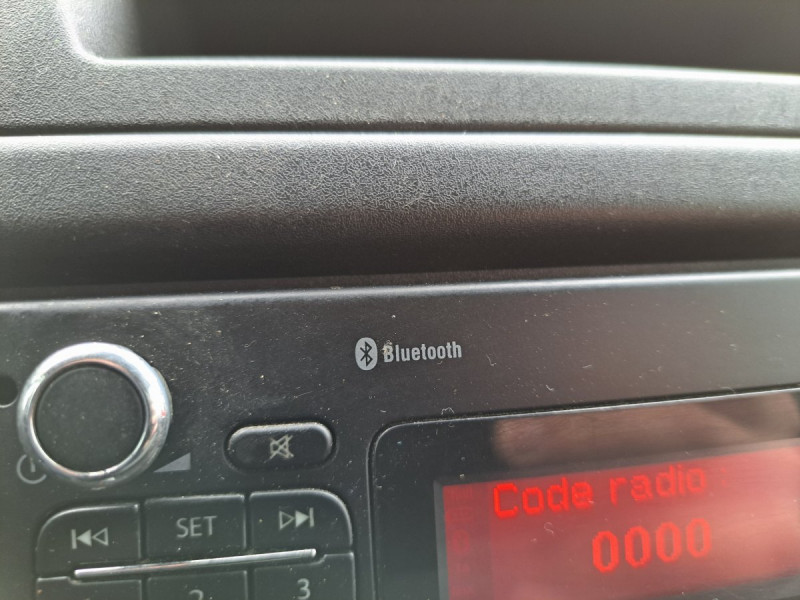 Bluetooth
Code radio :
0000
SET
2
3